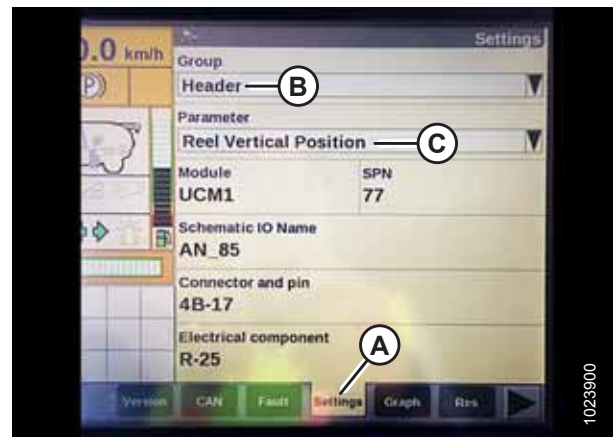 0.0 km/h
Settings
Group
Header
B
Parameter
Reel Vertical Position
C
Module
SPN
UCM1
77
Schematic IO Name
AN_85
Connector and pin
4B-17
Electrical component
R-25
A
Version CAN Fault Settings Graph Res
1023900